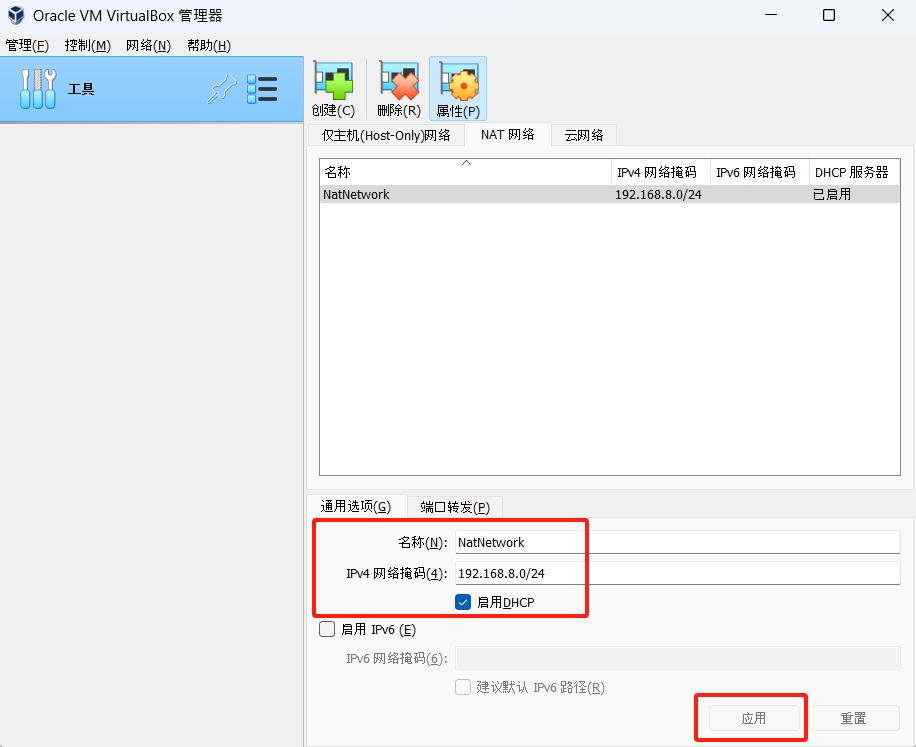 Oracle VM VirtualBox 管理器
管理(F) 控制(M) 网络(N) 帮助(H)
工具
创建(C) 删除(R) 属性(P)
仅主机(Host-Only)网络 NAT 网络 云网络
名称 IPv4 网络掩码 IPv6 网络掩码 DHCP 服务器
NatNetwork 192.168.8.0/24 已启用
通用选项(G) 端口转发(P)
名称(N): NatNetwork
IPv4 网络掩码(4): 192.168.8.0/24
启用DHCP
启用 IPv6 (E)
IPv6 网络掩码(6):
建议默认 IPv6 路径(R)
应用 重置